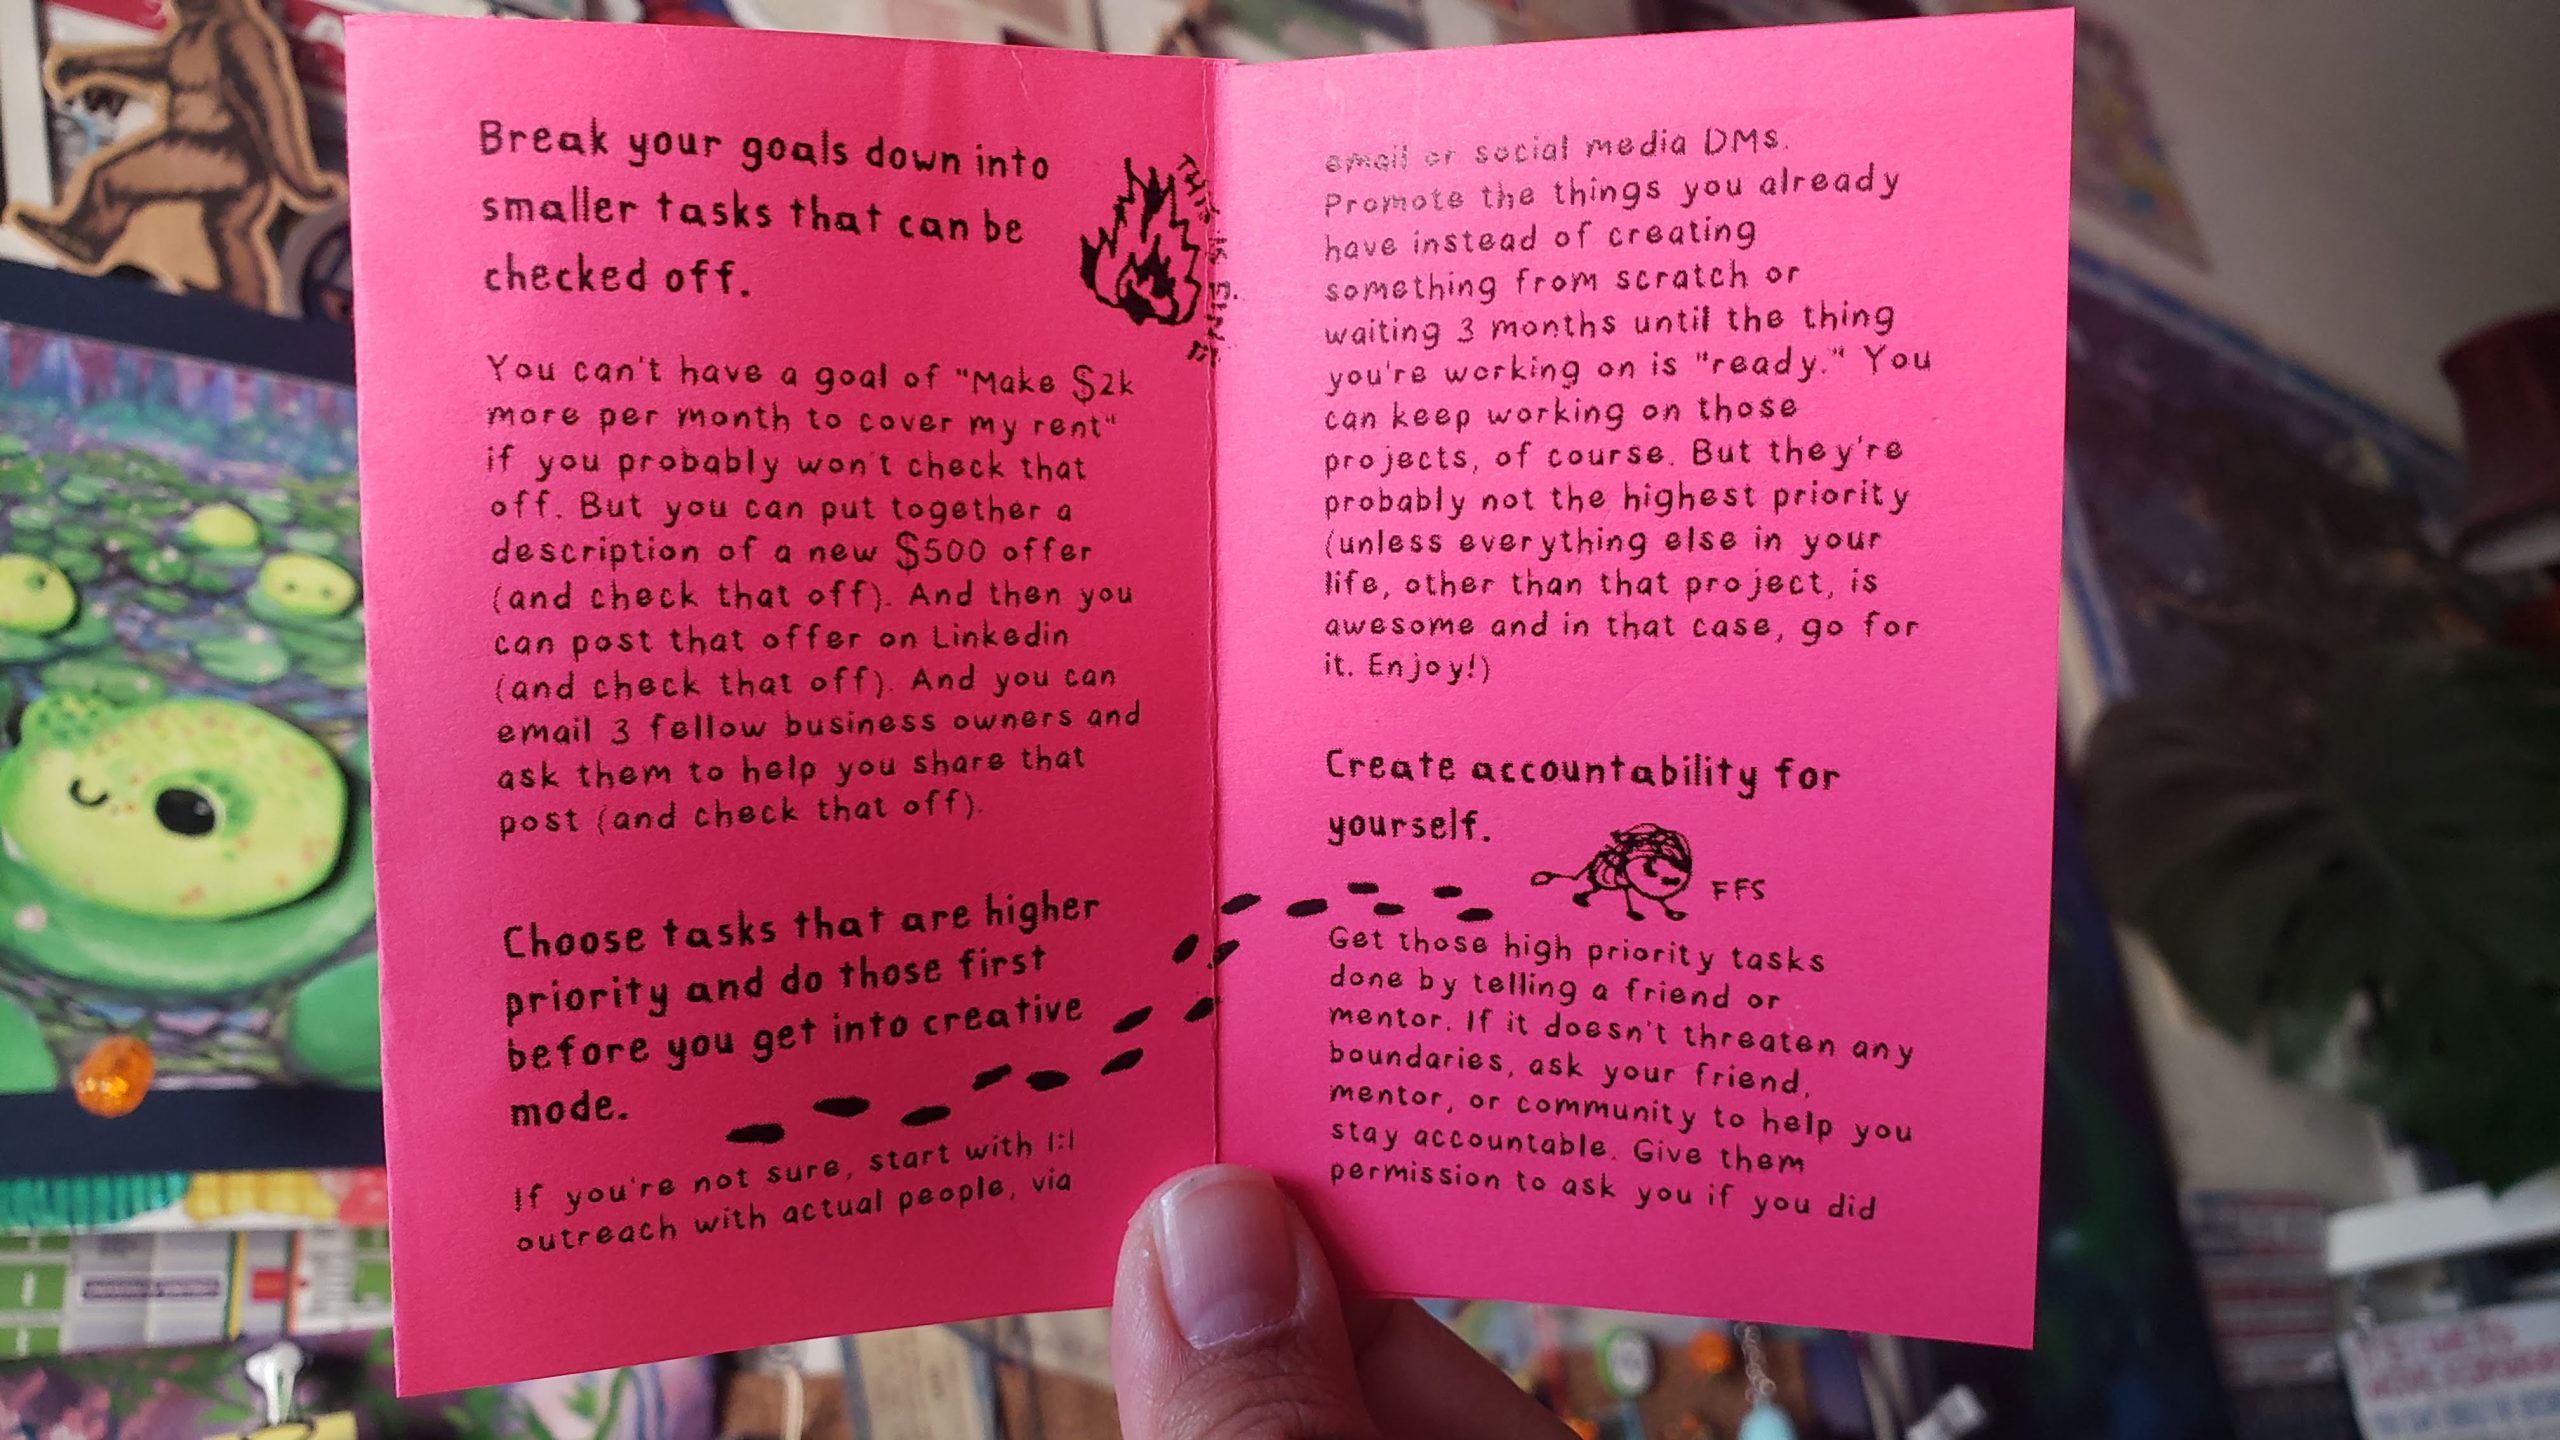 Break your goals down into
smaller tasks that can be
checked off.
THIS IS FINE
You can't have a goal of "Make $2k
more per month to cover my rent"
if you probably won't check that
off. But you can put together a
description of a new $500 offer
(and check that off). And then you
can post that offer on Linkedin
(and check that off). And you can
email 3 fellow business owners and
ask them to help you share that
post (and check that off).
Choose tasks that are higher
priority and do those first
before you get into creative
mode.
If you're not sure, start with 1:1
outreach with actual people, via
email or social media DMs.
Promote the things you already
have instead of creating
something from scratch or
waiting 3 months until the thing
you're working on is "ready." You
can keep working on those
projects, of course. But they're
probably not the highest priority
(unless everything else in your
life, other than that project, is
awesome and in that case, go for
it. Enjoy!)
Create accountability for
yourself.
FFS
Get those high priority tasks
done by telling a friend or
mentor. If it doesn't threaten any
boundaries, ask your friend,
mentor, or community to help you
stay accountable. Give them
permission to ask you if you did